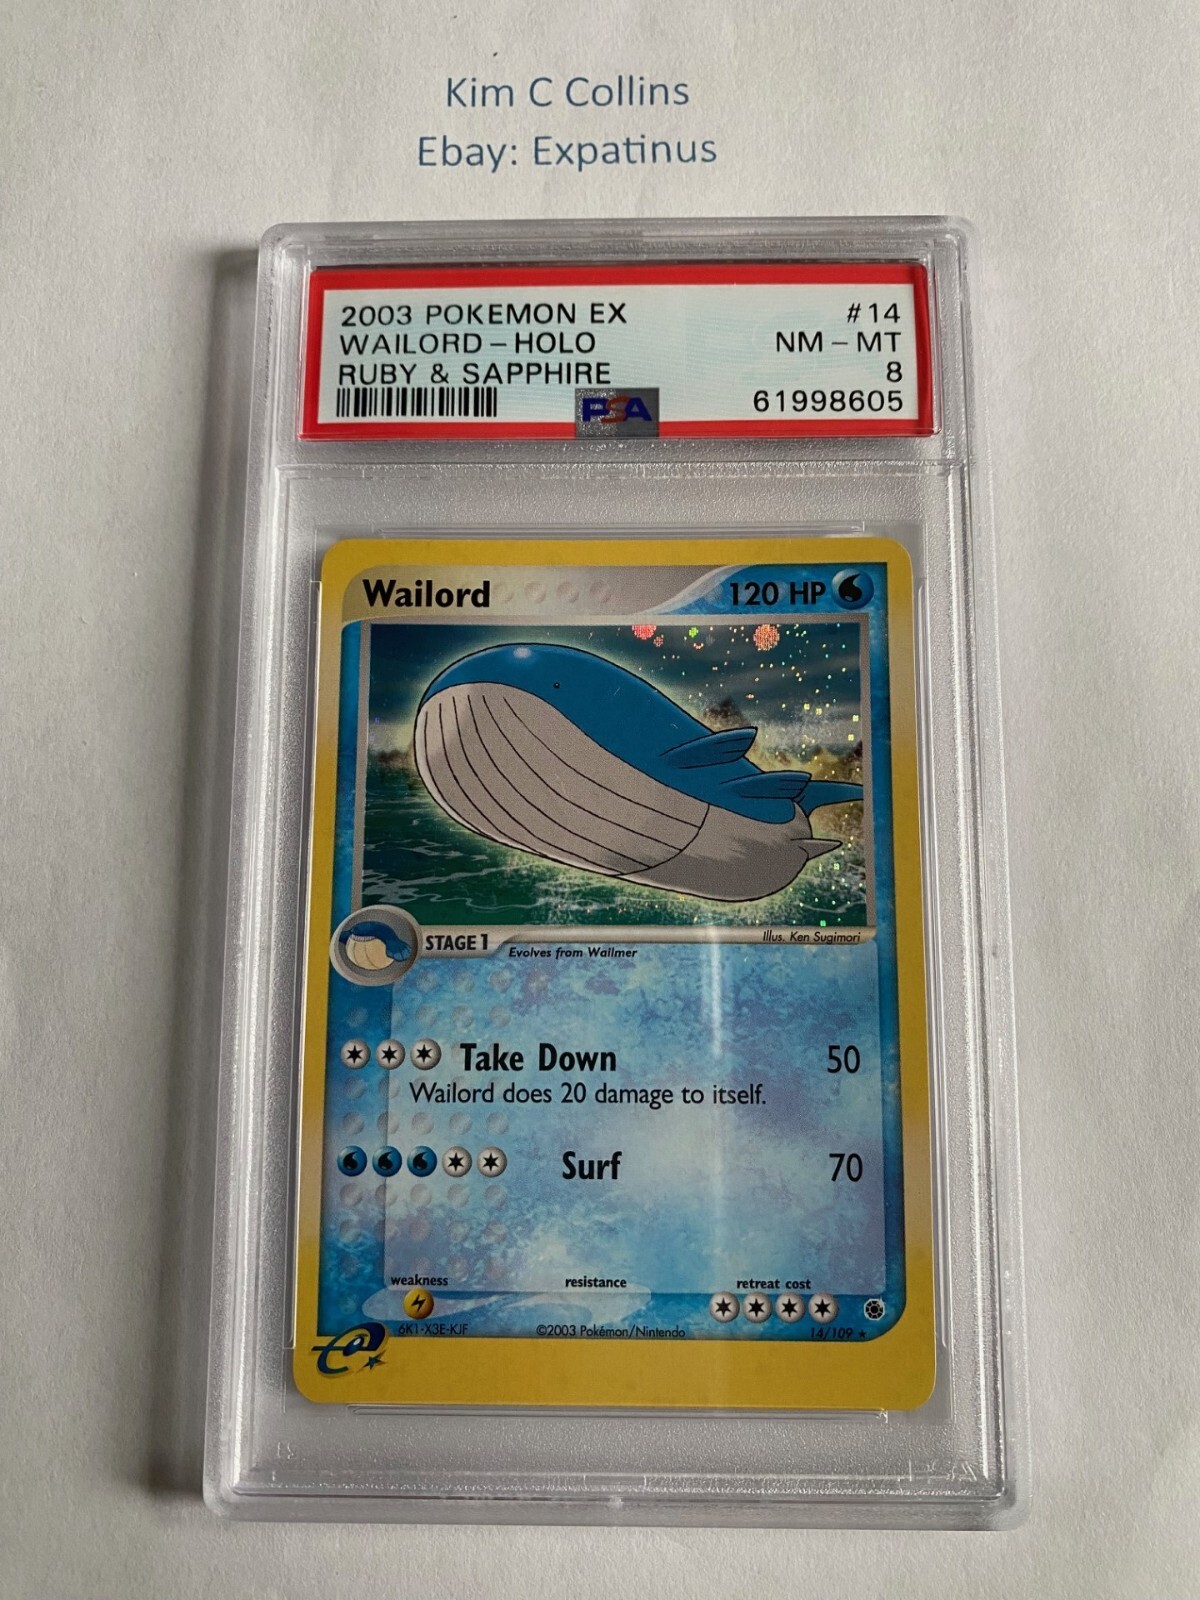 Kim C Collins
Ebay: Expatinus
2003 POKEMON EX #14
WAILORD - HOLO NM - MT
RUBY & SAPPHIRE 8
PSA 61998605
Wailord 120 HP
Illus. Ken Sugimori
STAGE 1 Evolves from Wailmer
Take Down 50
Wailord does 20 damage to itself.
Surf 70
weakness resistance retreat cost
6K1-X3E-KJF ©2003 Pokémon/Nintendo 14/109 ★
e